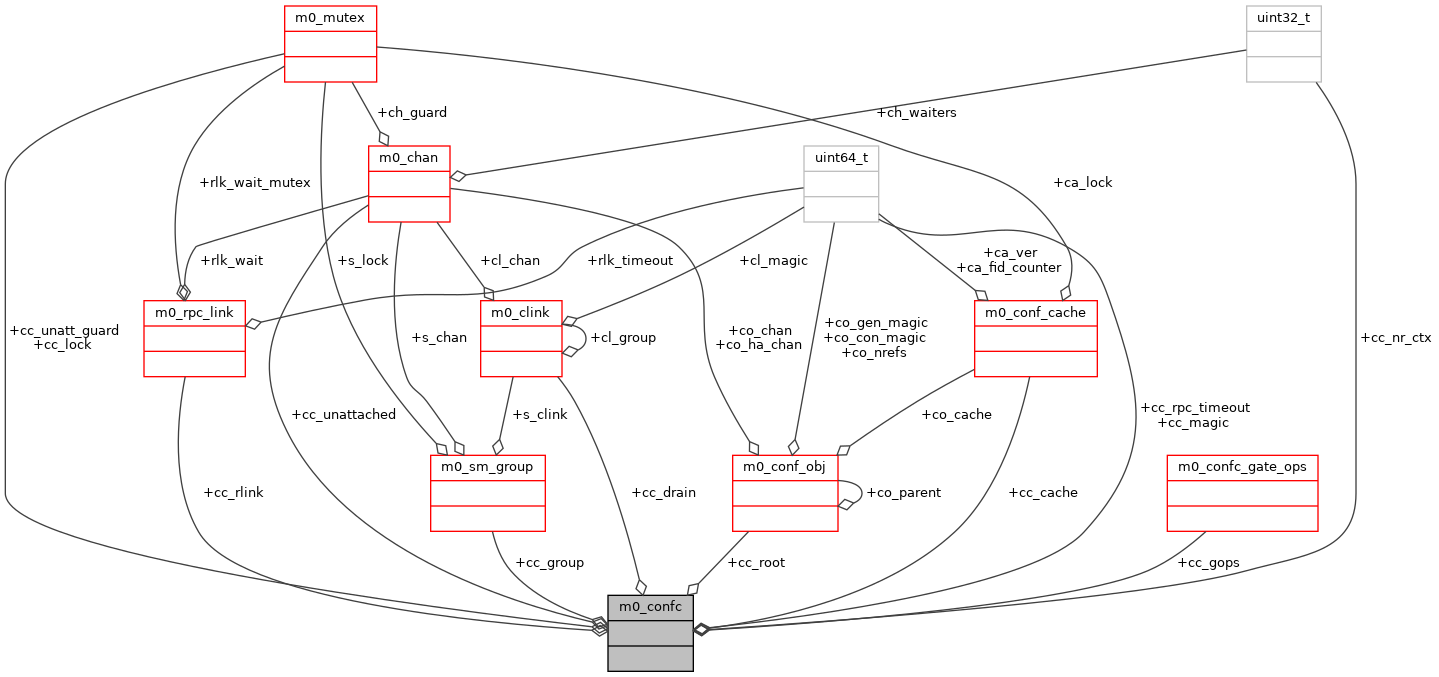 m0_mutex
uint32_t
+ch_guard
+ch_waiters
m0_chan
uint64_t
+rlk_wait_mutex
+ca_lock
+rlk_wait
+s_lock
+cl_chan
+rlk_timeout
+cl_magic
+ca_ver
+ca_fid_counter
m0_rpc_link
m0_clink
m0_conf_cache
+cc_unatt_guard
+cc_lock
+s_chan
+cl_group
+co_chan
+co_ha_chan
+co_gen_magic
+co_con_magic
+co_nrefs
+cc_nr_ctx
+cc_unattached
+s_clink
+co_cache
+cc_rpc_timeout
+cc_magic
m0_sm_group
m0_conf_obj
m0_confc_gate_ops
+cc_rlink
+cc_drain
+co_parent
+cc_cache
+cc_group
+cc_root
+cc_gops
m0_confc